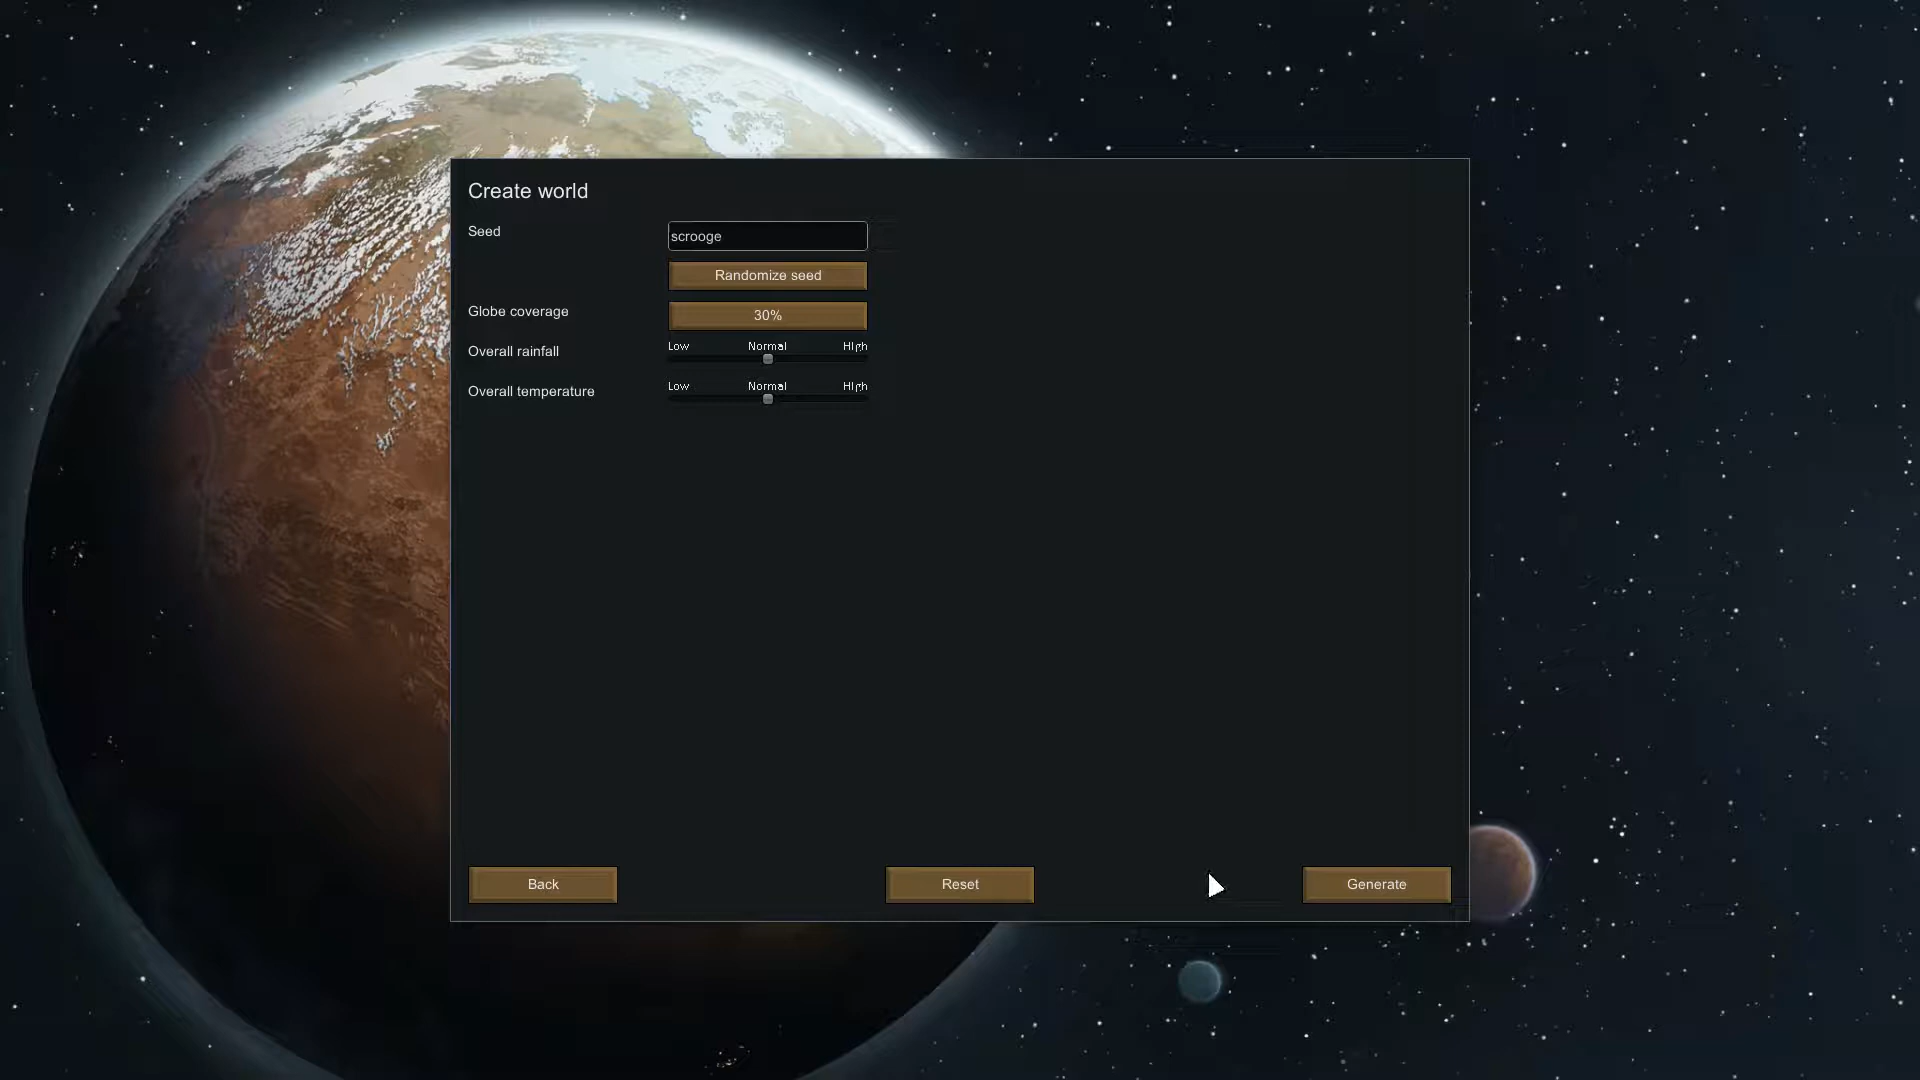 Create world
Seed
scrooge
Randomize seed
Globe coverage
30%
Overall rainfall
Low Normal High
Overall temperature
Low Normal High
Back
Reset
Generate